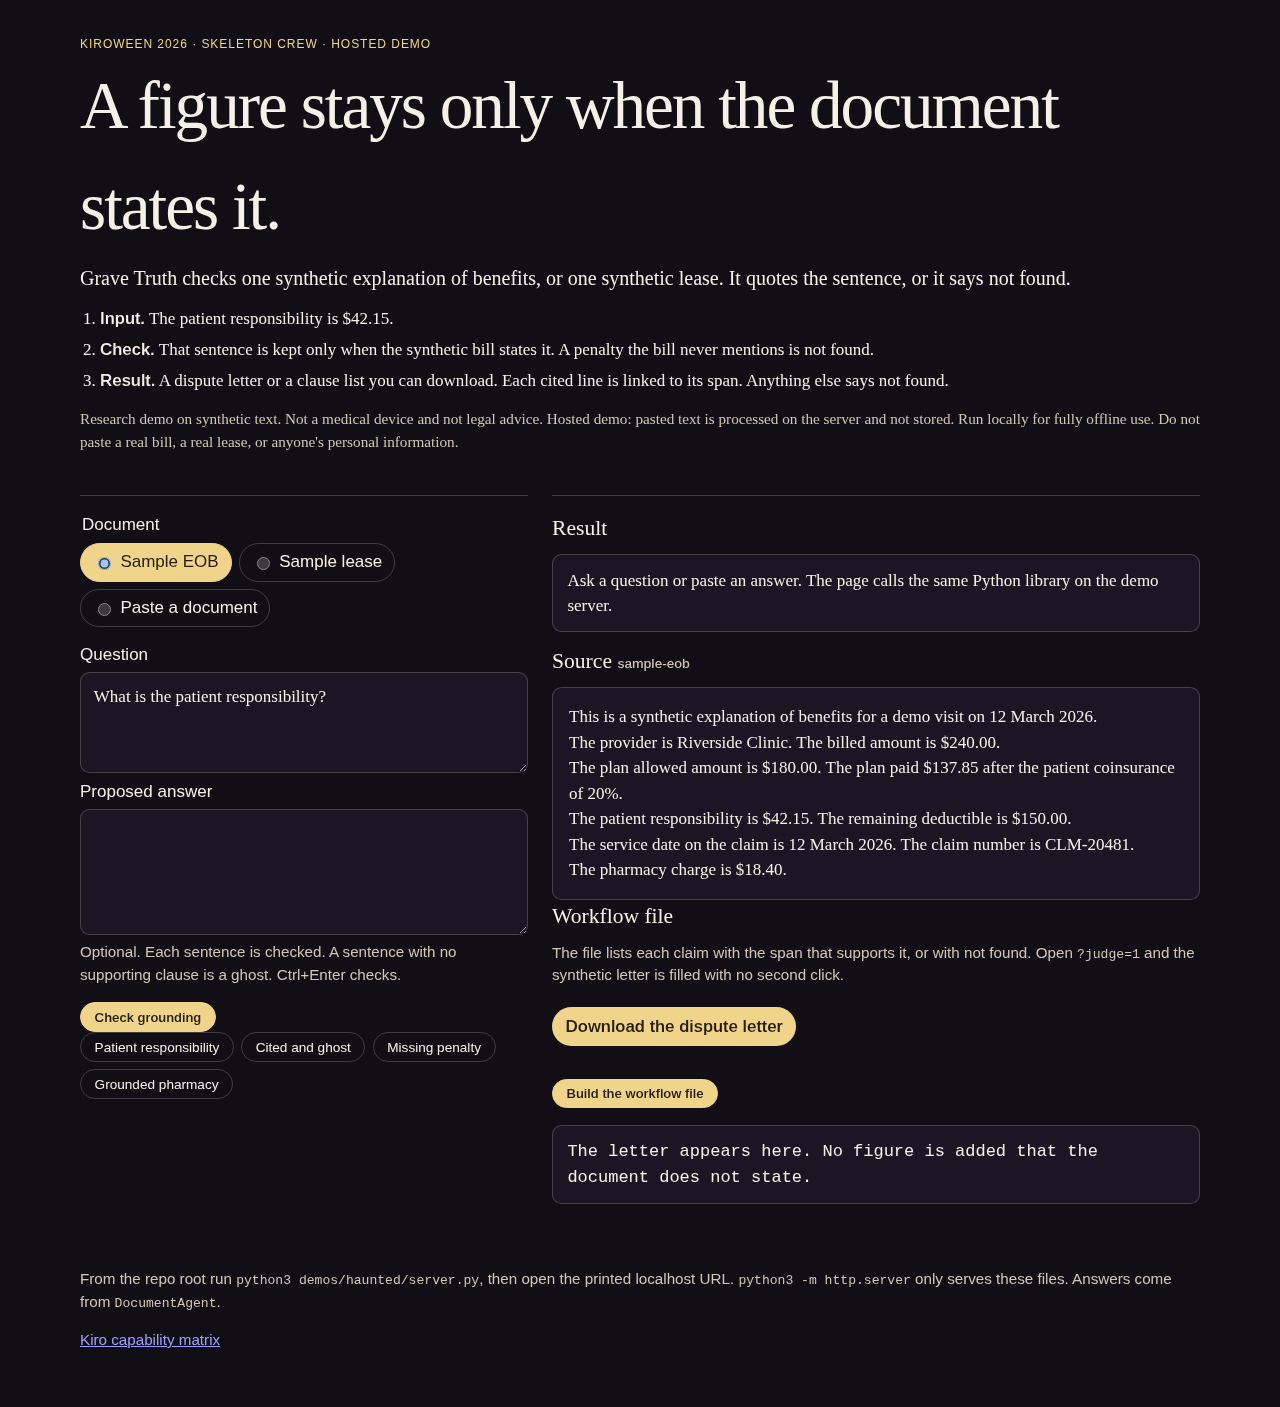 KIROWEEN 2026 · SKELETON CREW · HOSTED DEMO
A figure stays only when the document
states it.
Grave Truth checks one synthetic explanation of benefits, or one synthetic lease. It quotes the sentence, or it says not found.
1. Input. The patient responsibility is $42.15.
2. Check. That sentence is kept only when the synthetic bill states it. A penalty the bill never mentions is not found.
3. Result. A dispute letter or a clause list you can download. Each cited line is linked to its span. Anything else says not found.
Research demo on synthetic text. Not a medical device and not legal advice. Hosted demo: pasted text is processed on the server and not stored. Run locally for fully offline use. Do not
paste a real bill, a real lease, or anyone's personal information.
Document
Sample EOB
Sample lease
Paste a document
Question
What is the patient responsibility?
Proposed answer
Optional. Each sentence is checked. A sentence with no
supporting clause is a ghost. Ctrl+Enter checks.
Check grounding
Patient responsibility
Cited and ghost
Missing penalty
Grounded pharmacy
Result
Ask a question or paste an answer. The page calls the same Python library on the demo
server.
Source sample-eob
This is a synthetic explanation of benefits for a demo visit on 12 March 2026.
The provider is Riverside Clinic. The billed amount is $240.00.
The plan allowed amount is $180.00. The plan paid $137.85 after the patient coinsurance
of 20%.
The patient responsibility is $42.15. The remaining deductible is $150.00.
The service date on the claim is 12 March 2026. The claim number is CLM-20481.
The pharmacy charge is $18.40.
Workflow file
The file lists each claim with the span that supports it, or with not found. Open ?judge=1 and the
synthetic letter is filled with no second click.
Download the dispute letter
Build the workflow file
The letter appears here. No figure is added that the
document does not state.
From the repo root run python3 demos/haunted/server.py, then open the printed localhost URL. python3 -m http.server only serves these files. Answers come
from DocumentAgent.
Kiro capability matrix